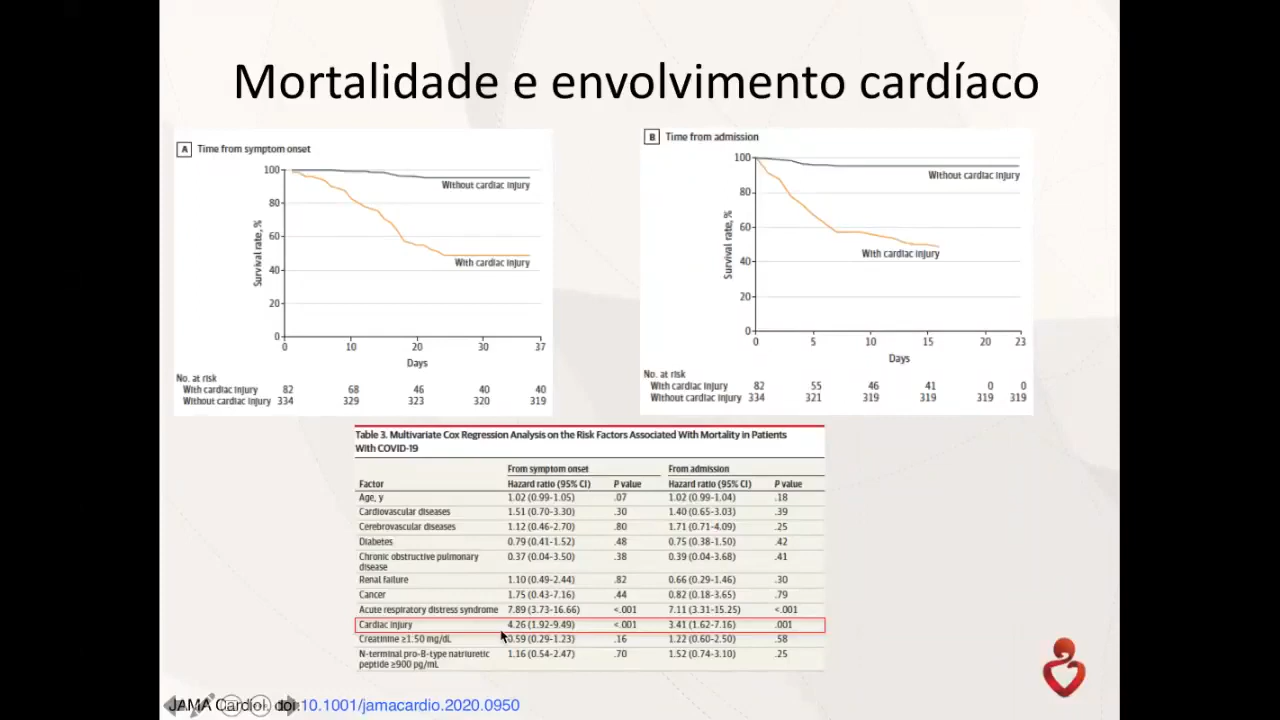 Mortalidade e envolvimento cardíaco
A Time from symptom onset
100
80
60
40
20
0
Survival rate, %
Without cardiac injury
With cardiac injury
0 10 20 30 37
Days
No. at risk
With cardiac injury 82 68 46 40 40
Without cardiac injury 334 329 323 320 319
B Time from admission
100
80
60
40
20
0
Survival rate, %
Without cardiac injury
With cardiac injury
0 5 10 15 20 23
Days
No. at risk
With cardiac injury 82 55 46 41 0 0
Without cardiac injury 334 321 319 319 319 319
Table 3. Multivariate Cox Regression Analysis on the Risk Factors Associated With Mortality in Patients
With COVID-19
From symptom onset From admission
Factor Hazard ratio (95% CI) P value Hazard ratio (95% CI) P value
Age, y 1.02 (0.99-1.05) .07 1.02 (0.99-1.04) .18
Cardiovascular diseases 1.51 (0.70-3.30) .30 1.40 (0.65-3.03) .39
Cerebrovascular diseases 1.12 (0.46-2.70) .80 1.71 (0.71-4.09) .25
Diabetes 0.79 (0.41-1.52) .48 0.75 (0.38-1.50) .42
Chronic obstructive pulmonary 0.37 (0.04-3.50) .38 0.39 (0.04-3.68) .41
disease
Renal failure 1.10 (0.49-2.44) .82 0.66 (0.29-1.46) .30
Cancer 1.75 (0.43-7.16) .44 0.82 (0.18-3.65) .79
Acute respiratory distress syndrome 7.89 (3.73-16.66) <.001 7.11 (3.31-15.25) <.001
Cardiac injury 4.26 (1.92-9.49) <.001 3.41 (1.62-7.16) .001
Creatinine ≥1.50 mg/dL 0.59 (0.29-1.23) .16 1.22 (0.60-2.50) .58
N-terminal pro-B-type natriuretic 1.16 (0.54-2.47) .70 1.52 (0.74-3.10) .25
peptide ≥900 pg/mL
JAMA Cardiol. doi:10.1001/jamacardio.2020.0950